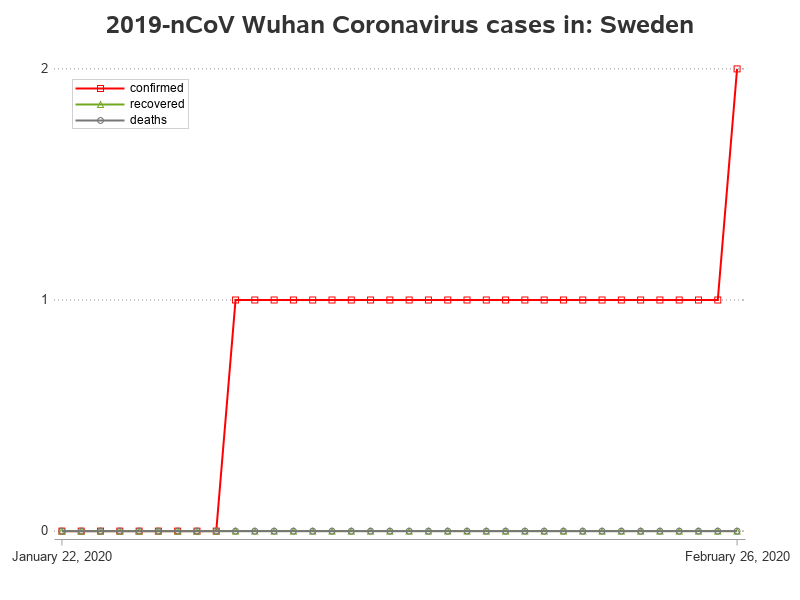 2019-nCoV Wuhan Coronavirus cases in: Sweden
2
confirmed
recovered
deaths
1
0
January 22, 2020
February 26, 2020